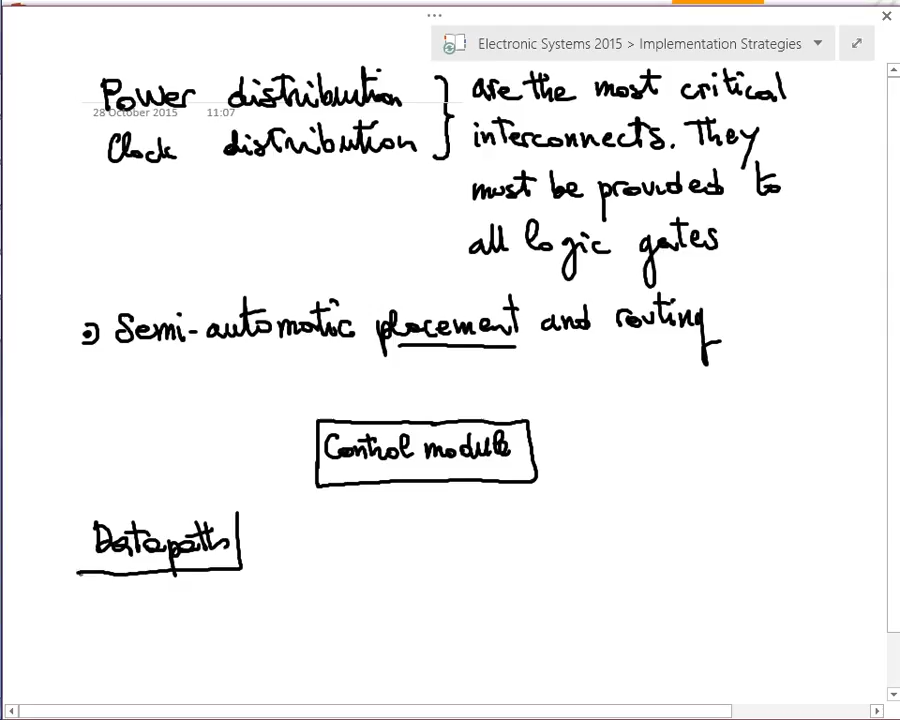 Electronic Systems 2015 > Implementation Strategies
Power distribution } are the most critical
28 October 2015 11:07
Clock distribution } interconnects. They
must be provided to
all logic gates
•) Semi-automatic placement and routing
Control module
Datapaths